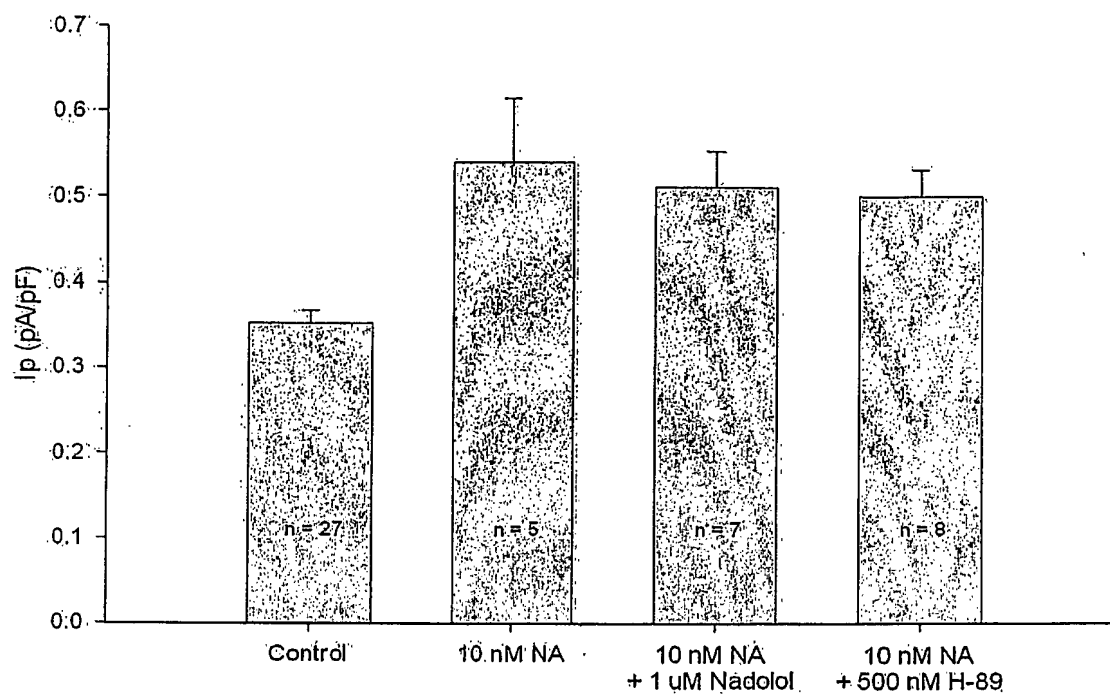 0.7
0.6
0.5
0.4
0.3
0.2
0.1
0.0
Ip (pA/pF)
n = 27
n = 5
n = 7
n = 8
Control
10 nM NA
10 nM NA
+ 1 uM Nadolol
10 nM NA
+ 500 nM H-89